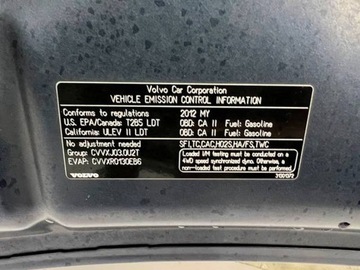 Volvo Car Corporation
VEHICLE EMISSION CONTROL INFORMATION
Conforms to regulations 2012 MY
U.S. EPA/Canada: T2B5 LDT OBD: CA II Fuel: Gasoline
California: ULEV II LDT OBD: CA II Fuel: Gasoline
No adjustment needed SFI,TC,CAC,HO2S,HA/FS,TWC
Group: CVVXJ03.0U2T
EVAP: CVVXR0130EB6
Loaded I/M testing must be conducted on a
4WD speed synchronized dyno. Otherwise, a
non-loaded test procedure must be performed.
VOLVO